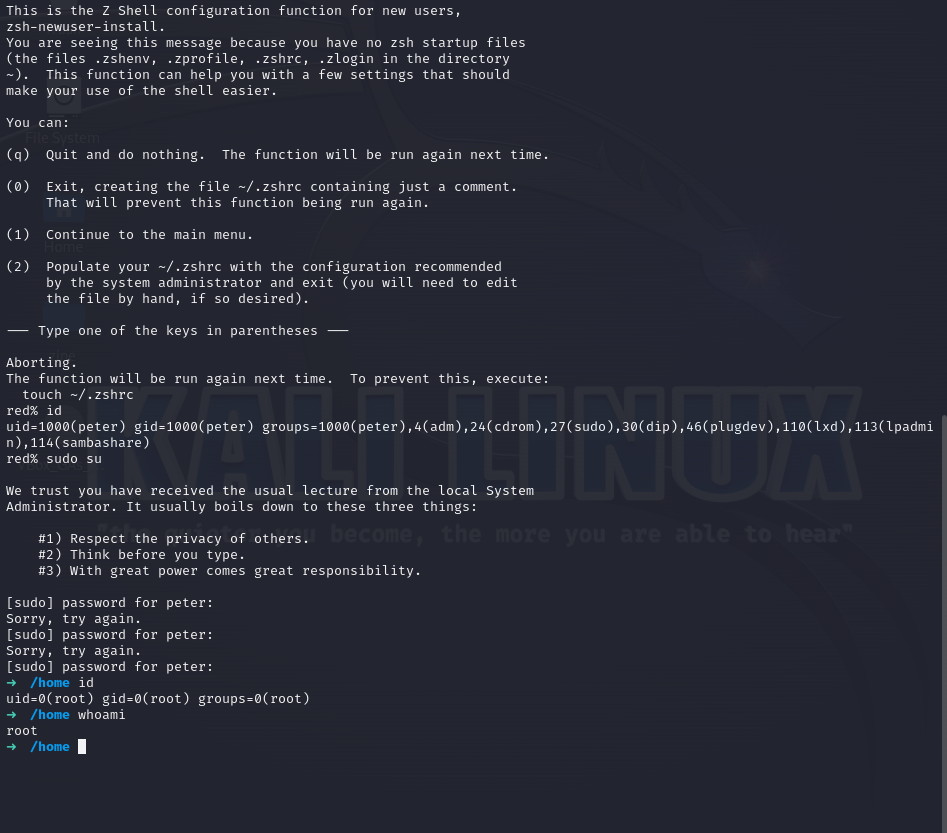 This is the Z Shell configuration function for new users,
zsh-newuser-install.
You are seeing this message because you have no zsh startup files
(the files .zshenv, .zprofile, .zshrc, .zlogin in the directory
~).  This function can help you with a few settings that should
make your use of the shell easier.
You can:
File System
(q)  Quit and do nothing.  The function will be run again next time.
(0)  Exit, creating the file ~/.zshrc containing just a comment.
     That will prevent this function being run again.
(1)  Continue to the main menu.
Home
(2)  Populate your ~/.zshrc with the configuration recommended
     by the system administrator and exit (you will need to edit
     the file by hand, if so desired).
--- Type one of the keys in parentheses ---
Aborting.
The function will be run again next time.  To prevent this, execute:
  touch ~/.zshrc
red% id
uid=1000(peter) gid=1000(peter) groups=1000(peter),4(adm),24(cdrom),27(sudo),30(dip),46(plugdev),110(lxd),113(lpadmi
n),114(sambashare)
red% sudo su
KALI LINUX
We trust you have received the usual lecture from the local System
Administrator. It usually boils down to these three things:
"the quieter you become, the more you are able to hear"
    #1) Respect the privacy of others.
    #2) Think before you type.
    #3) With great power comes great responsibility.
[sudo] password for peter:
Sorry, try again.
[sudo] password for peter:
Sorry, try again.
[sudo] password for peter:
➜  /home id
uid=0(root) gid=0(root) groups=0(root)
➜  /home whoami
root
➜  /home